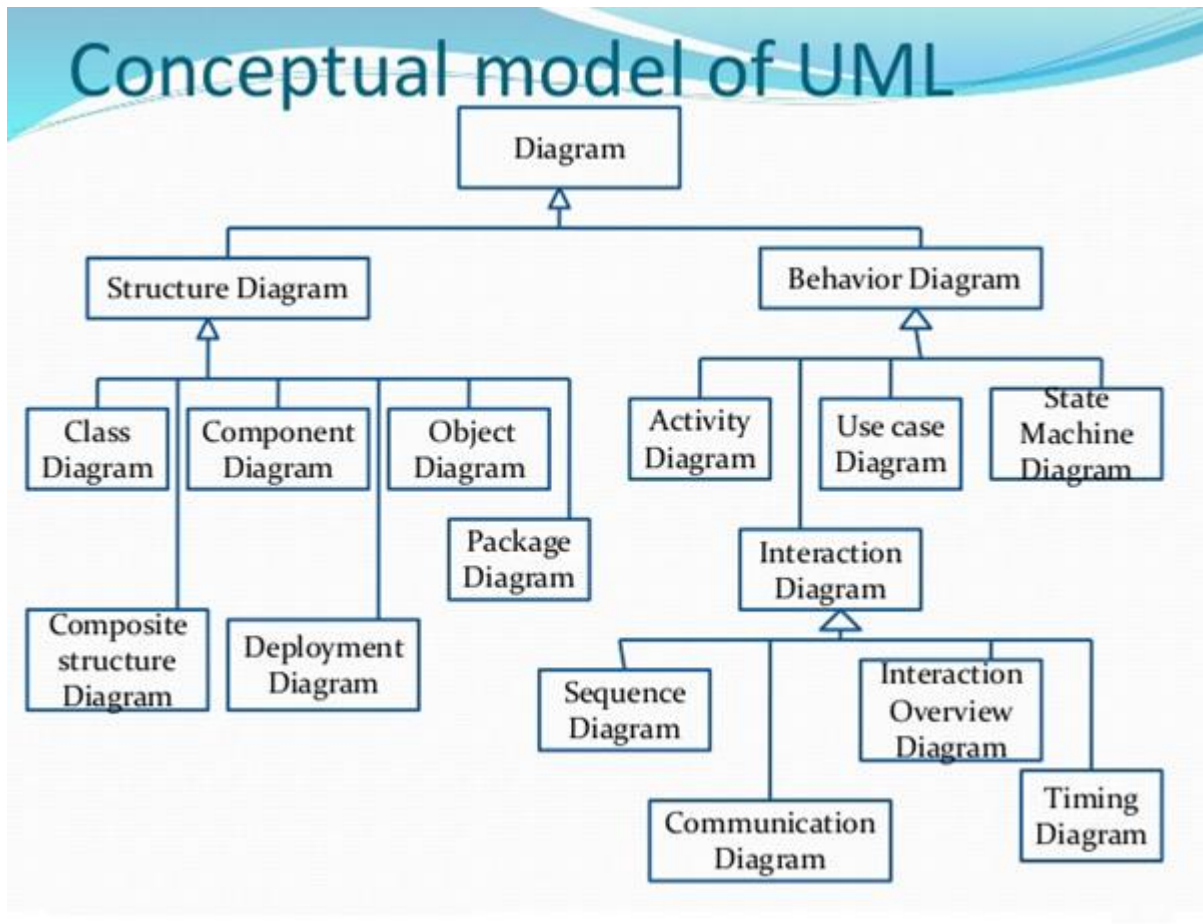 Conceptual model of UML
Diagram
Structure Diagram
Behavior Diagram
Class
Diagram
Component
Diagram
Object
Diagram
Package
Diagram
Composite
structure
Diagram
Deployment
Diagram
Activity
Diagram
Use case
Diagram
State
Machine
Diagram
Interaction
Diagram
Sequence
Diagram
Interaction
Overview
Diagram
Communication
Diagram
Timing
Diagram